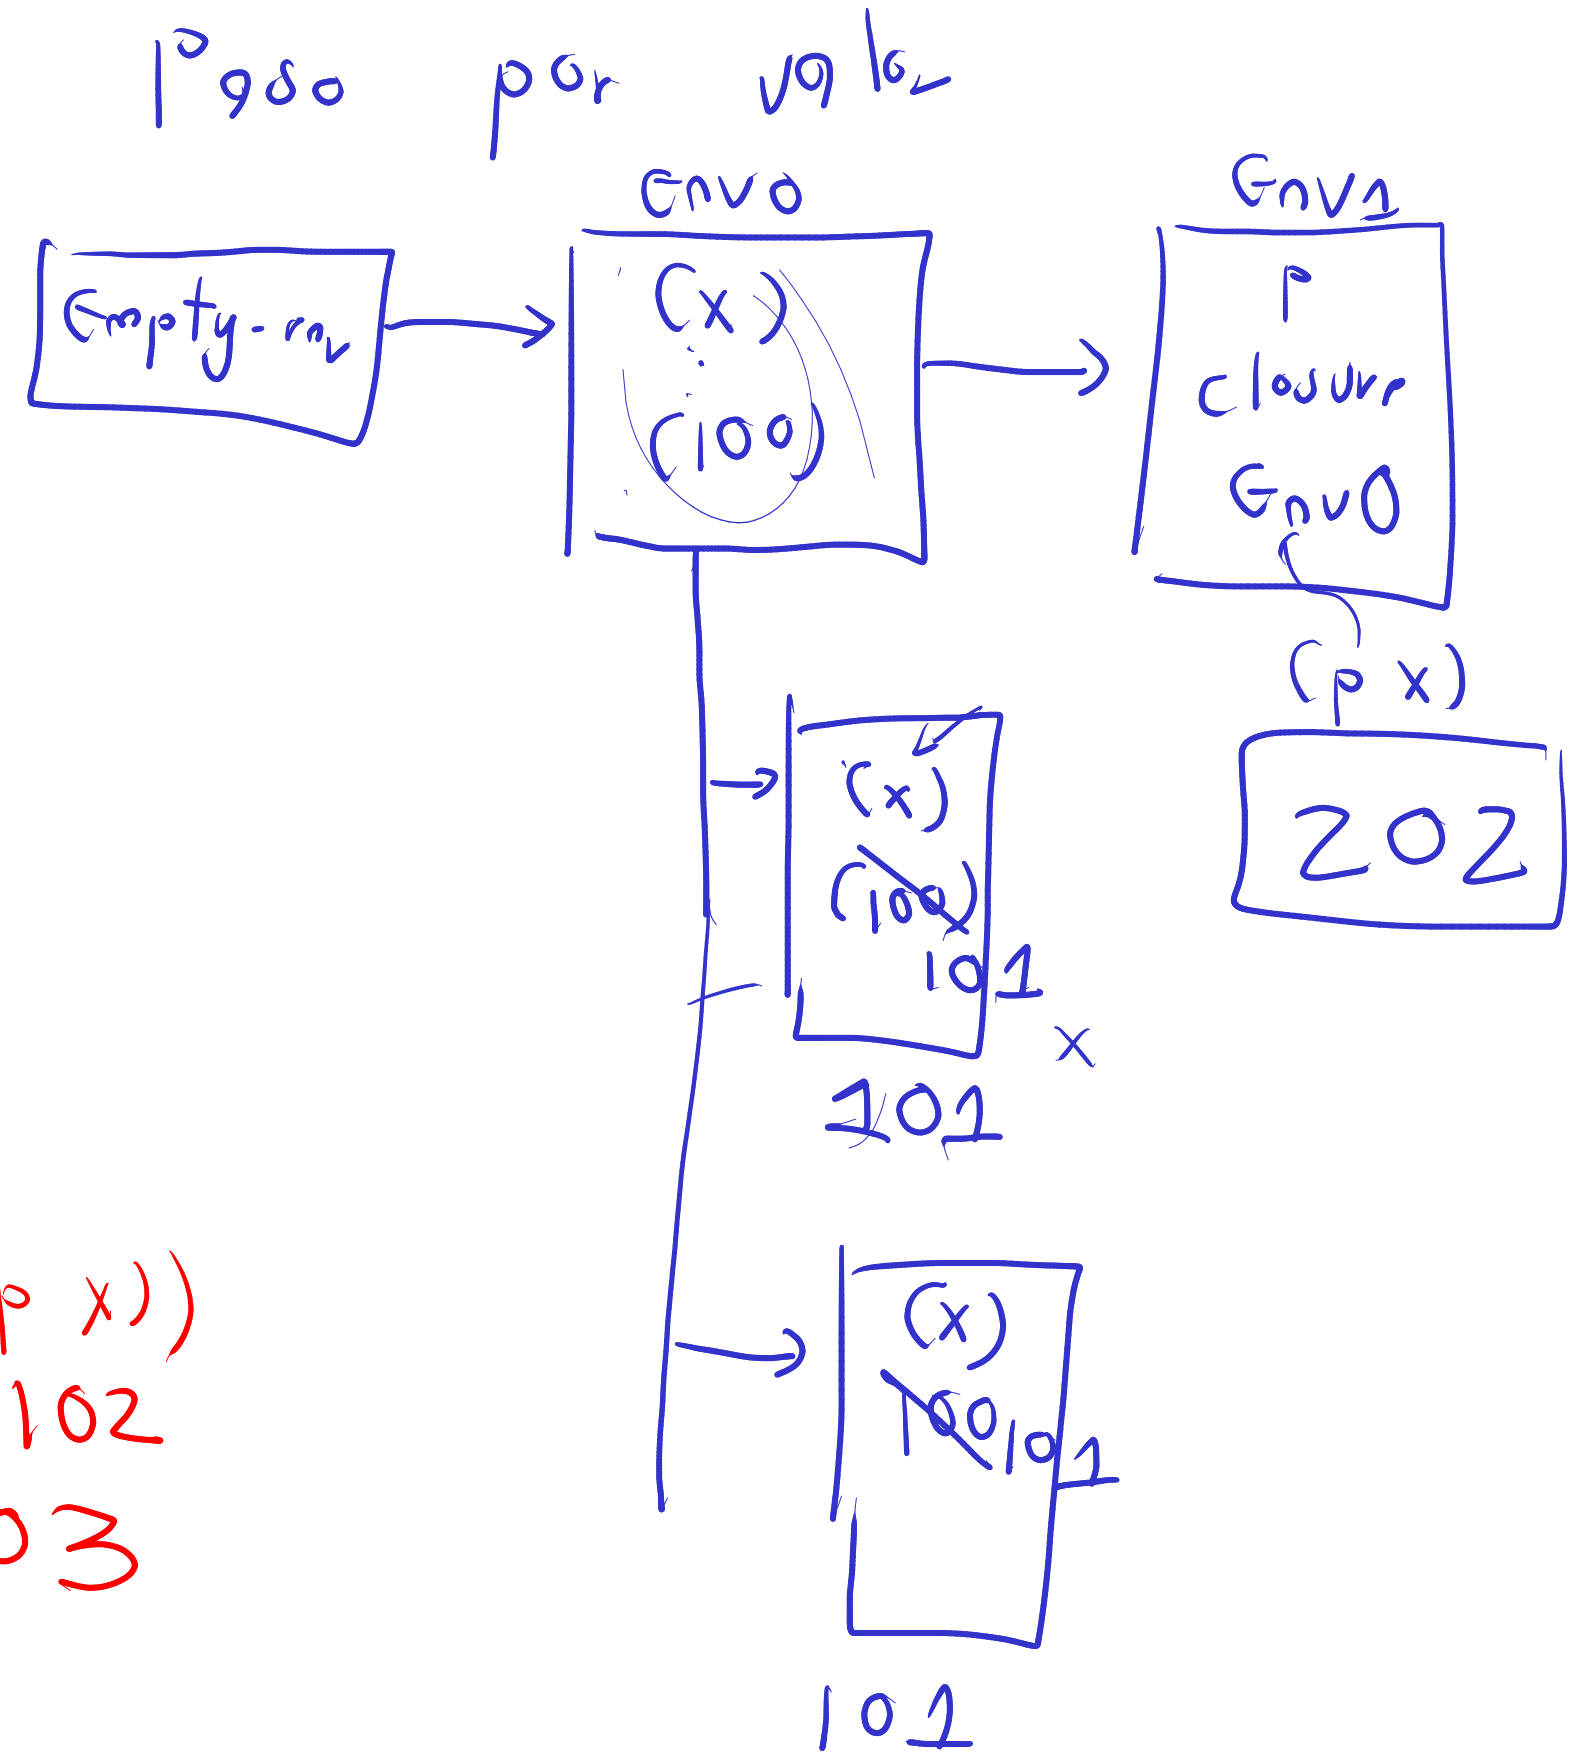 Paso por valor
Env0
Env1
Empty-env
(x)
(100)
P
closure
Env0
(p x)
202
(x)
(100)
101
x
101
p x))
102
03
(x)
100 101
101